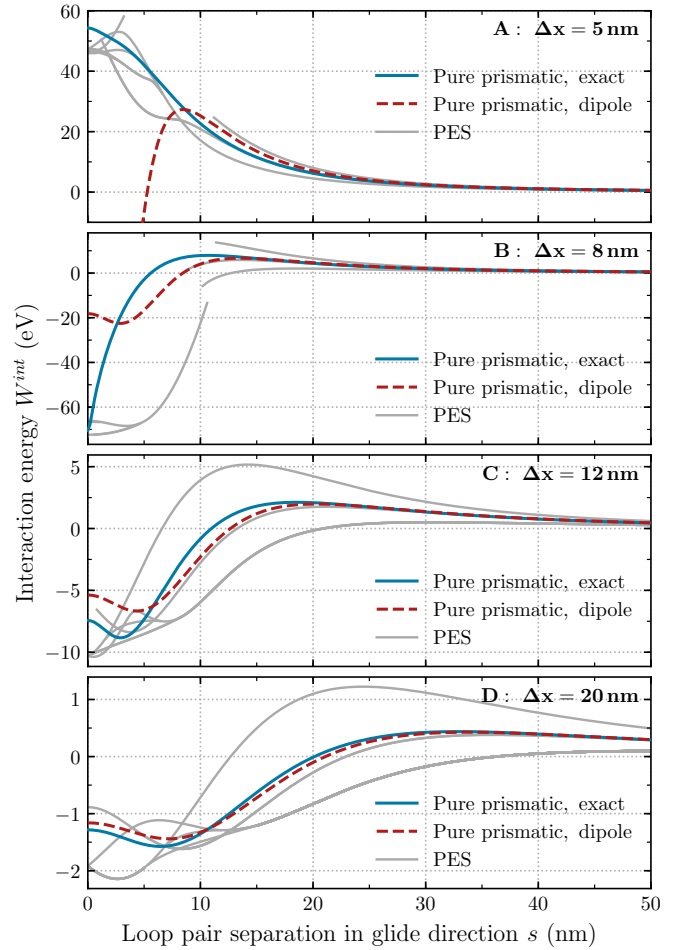 60
40
20
0
A : Δx = 5 nm
Pure prismatic, exact
Pure prismatic, dipole
PES
0
−20
−40
−60
B : Δx = 8 nm
Pure prismatic, exact
Pure prismatic, dipole
PES
5
0
−5
−10
C : Δx = 12 nm
Pure prismatic, exact
Pure prismatic, dipole
PES
1
0
−1
−2
D : Δx = 20 nm
Pure prismatic, exact
Pure prismatic, dipole
PES
0 10 20 30 40 50
Loop pair separation in glide direction s (nm)
Interaction energy W^int (eV)